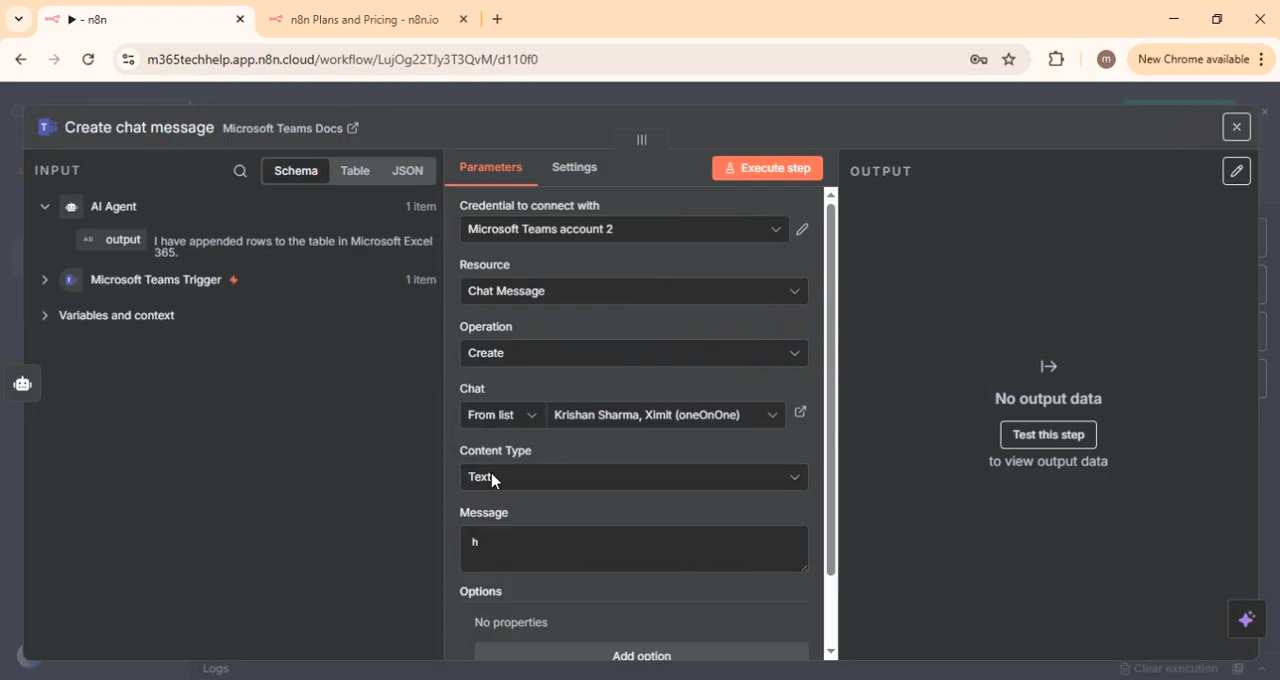 ▶ - n8n
n8n Plans and Pricing - n8n.io
m365techhelp.app.n8n.cloud/workflow/LujOg22TJy3T3QvM/d110f0
m
New Chrome available
Create chat message
Microsoft Teams Docs
INPUT
Schema
Table
JSON
Parameters
Settings
Execute step
OUTPUT
AI Agent
1 item
output
I have appended rows to the table in Microsoft Excel
365.
Microsoft Teams Trigger
1 item
Variables and context
Credential to connect with
Microsoft Teams account 2
Resource
Chat Message
Operation
Create
Chat
From list
Krishan Sharma, Ximit (oneOnOne)
Content Type
Text
Message
h
Options
No properties
Add option
No output data
Test this step
to view output data
Logs
Clear execution